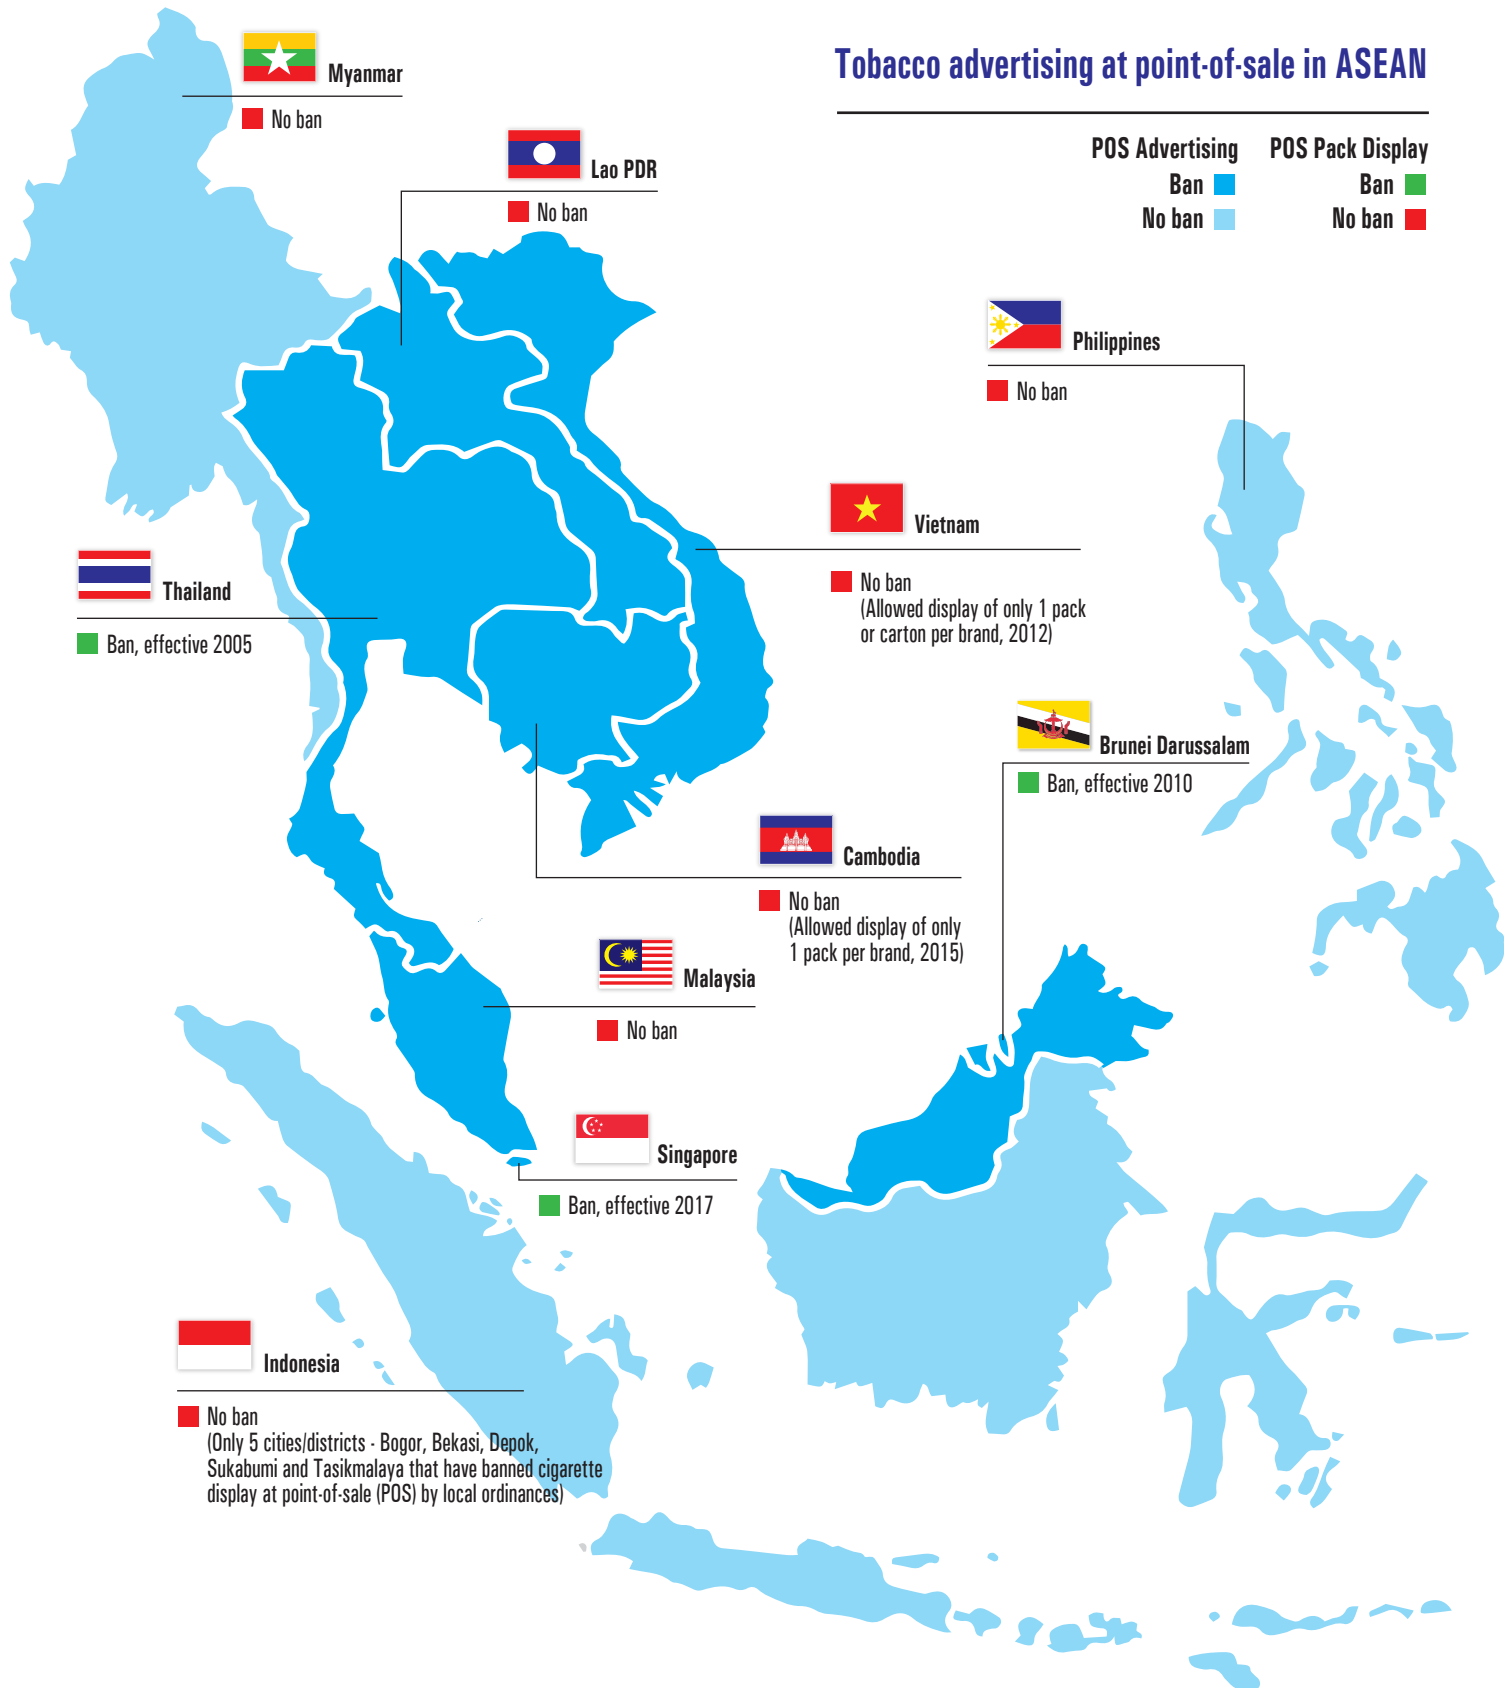 Tobacco advertising at point-of-sale in ASEAN
POS Advertising
Ban
No ban
POS Pack Display
Ban
No ban
Myanmar
No ban
Lao PDR
No ban
Philippines
No ban
Vietnam
No ban
(Allowed display of only 1 pack
or carton per brand, 2012)
Thailand
Ban, effective 2005
Brunei Darussalam
Ban, effective 2010
Cambodia
No ban
(Allowed display of only
1 pack per brand, 2015)
Malaysia
No ban
Singapore
Ban, effective 2017
Indonesia
No ban
(Only 5 cities/districts - Bogor, Bekasi, Depok,
Sukabumi and Tasikmalaya that have banned cigarette
display at point-of-sale (POS) by local ordinances)